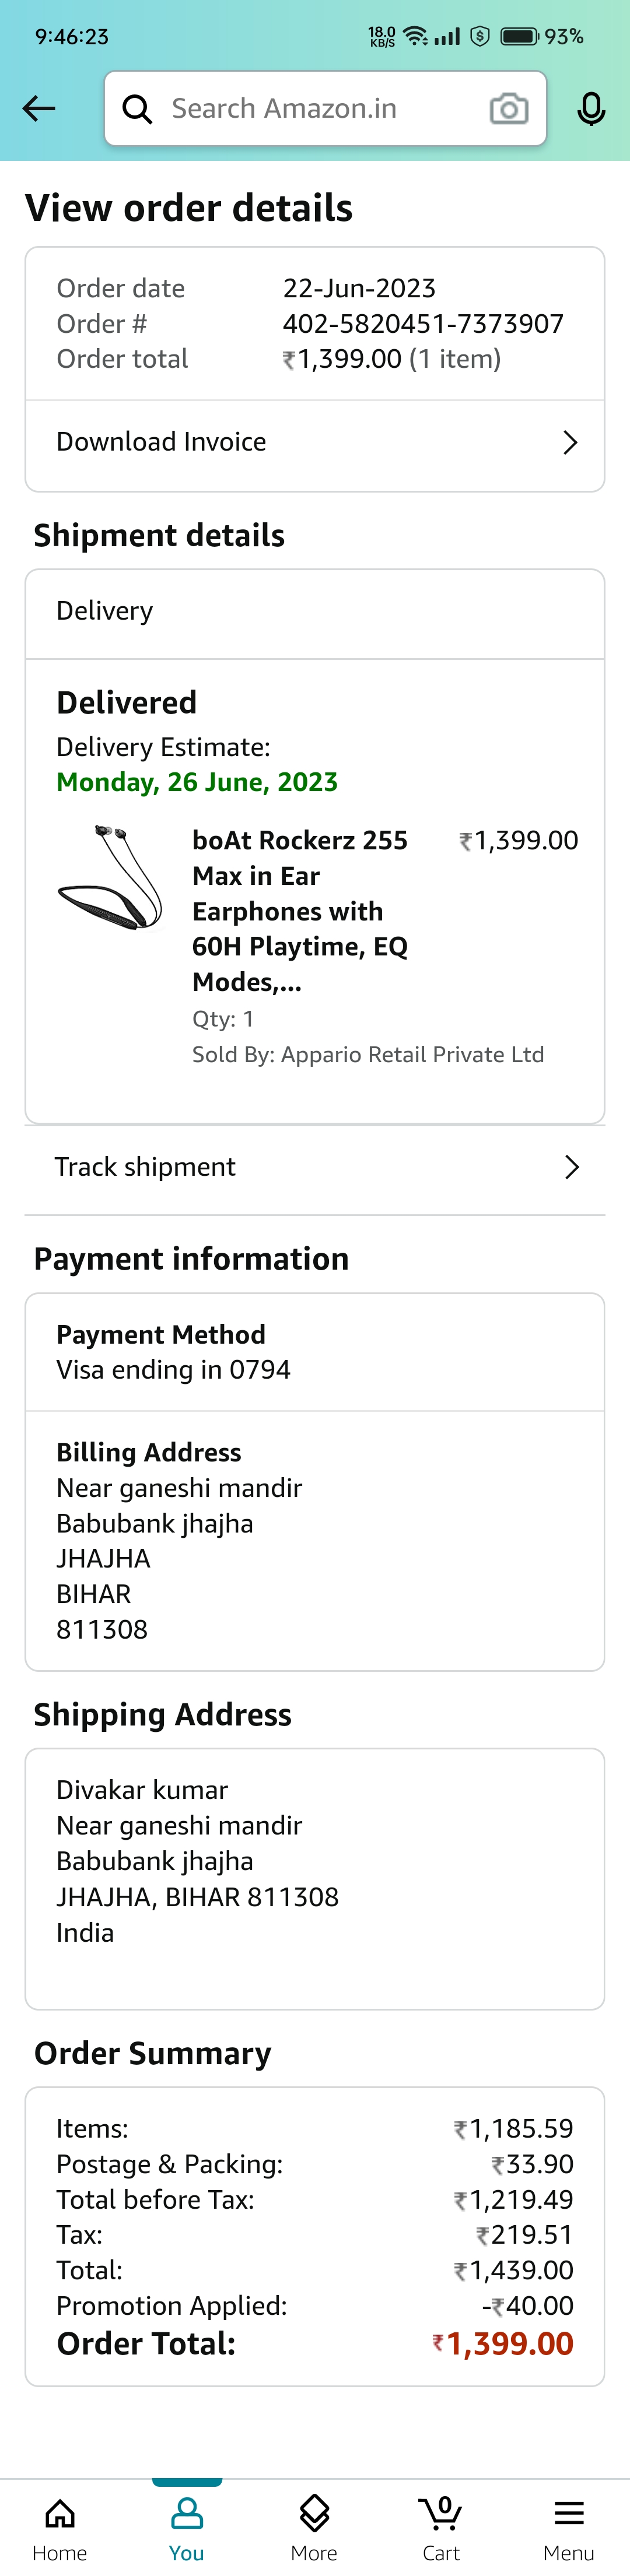 9:46:23
18.0 KB/S
93%
Search Amazon.in
View order details
Order date 22-Jun-2023
Order # 402-5820451-7373907
Order total ₹1,399.00 (1 item)
Download Invoice
Shipment details
Delivery
Delivered
Delivery Estimate:
Monday, 26 June, 2023
boAt Rockerz 255 ₹1,399.00
Max in Ear
Earphones with
60H Playtime, EQ
Modes,...
Qty: 1
Sold By: Appario Retail Private Ltd
Track shipment
Payment information
Payment Method
Visa ending in 0794
Billing Address
Near ganeshi mandir
Babubank jhajha
JHAJHA
BIHAR
811308
Shipping Address
Divakar kumar
Near ganeshi mandir
Babubank jhajha
JHAJHA, BIHAR 811308
India
Order Summary
Items: ₹1,185.59
Postage & Packing: ₹33.90
Total before Tax: ₹1,219.49
Tax: ₹219.51
Total: ₹1,439.00
Promotion Applied: -₹40.00
Order Total: ₹1,399.00
0
Home You More Cart Menu